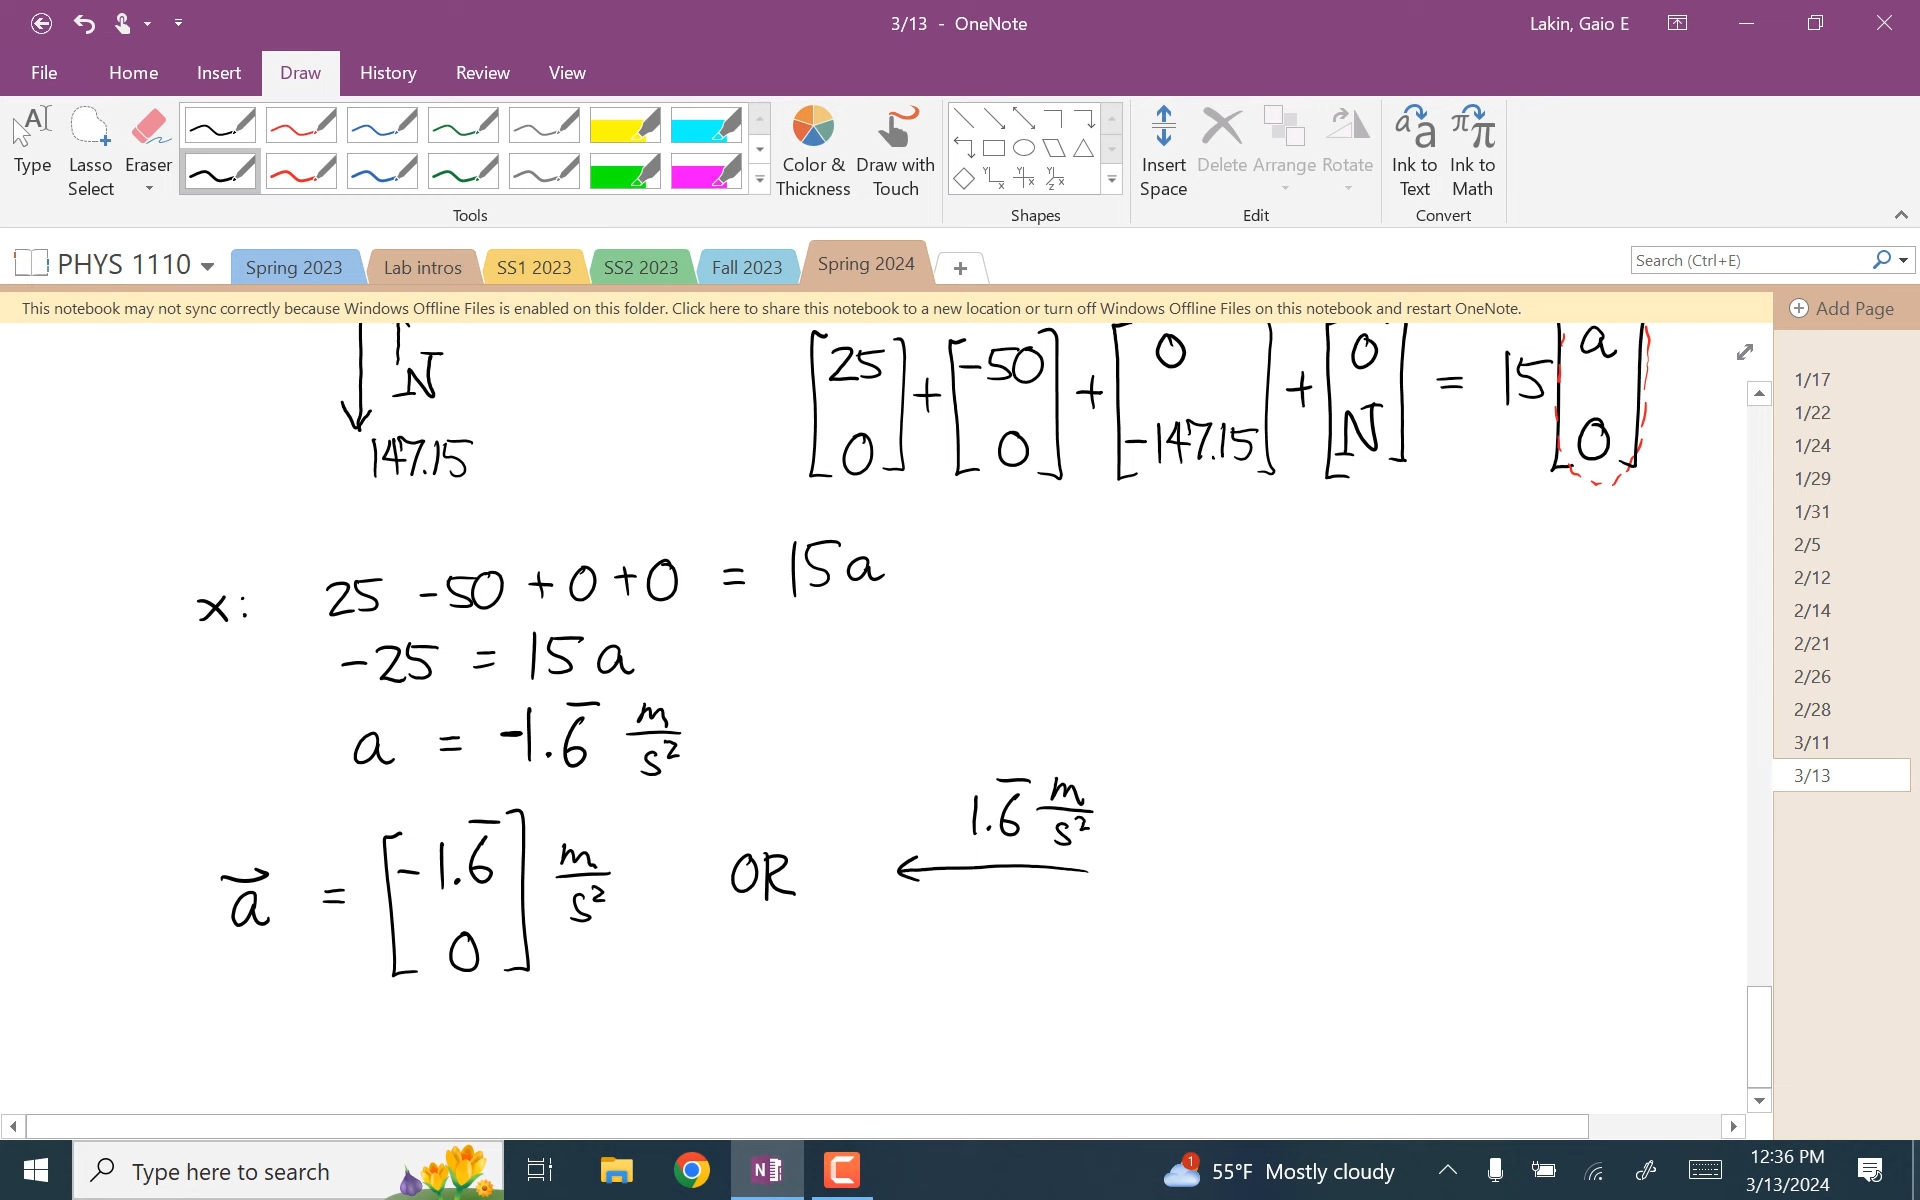 3/13 - OneNote
Lakin, Gaio E
File Home Insert Draw History Review View
Type
Lasso Select
Eraser
Color & Thickness
Draw with Touch
Insert Space
Delete
Arrange
Rotate
Ink to Text
Ink to Math
Tools
Shapes
Edit
Convert
PHYS 1110
Spring 2023
Lab intros
SS1 2023
SS2 2023
Fall 2023
Spring 2024
Search (Ctrl+E)
This notebook may not sync correctly because Windows Offline Files is enabled on this folder. Click here to share this notebook to a new location or turn off Windows Offline Files on this notebook and restart OneNote.
Add Page
1/17
1/22
1/24
1/29
1/31
2/5
2/12
2/14
2/21
2/26
2/28
3/11
3/13
N
147.15
[25 0] + [-50 0] + [0 -147.15] + [0 N] = 15 [a 0]
x: 25 - 50 + 0 + 0 = 15a
-25 = 15a
a = -1.6̅ m/s²
a⃗ = [-1.6̅ 0] m/s² OR 1.6̅ m/s²
Type here to search
1
55°F Mostly cloudy
12:36 PM
3/13/2024